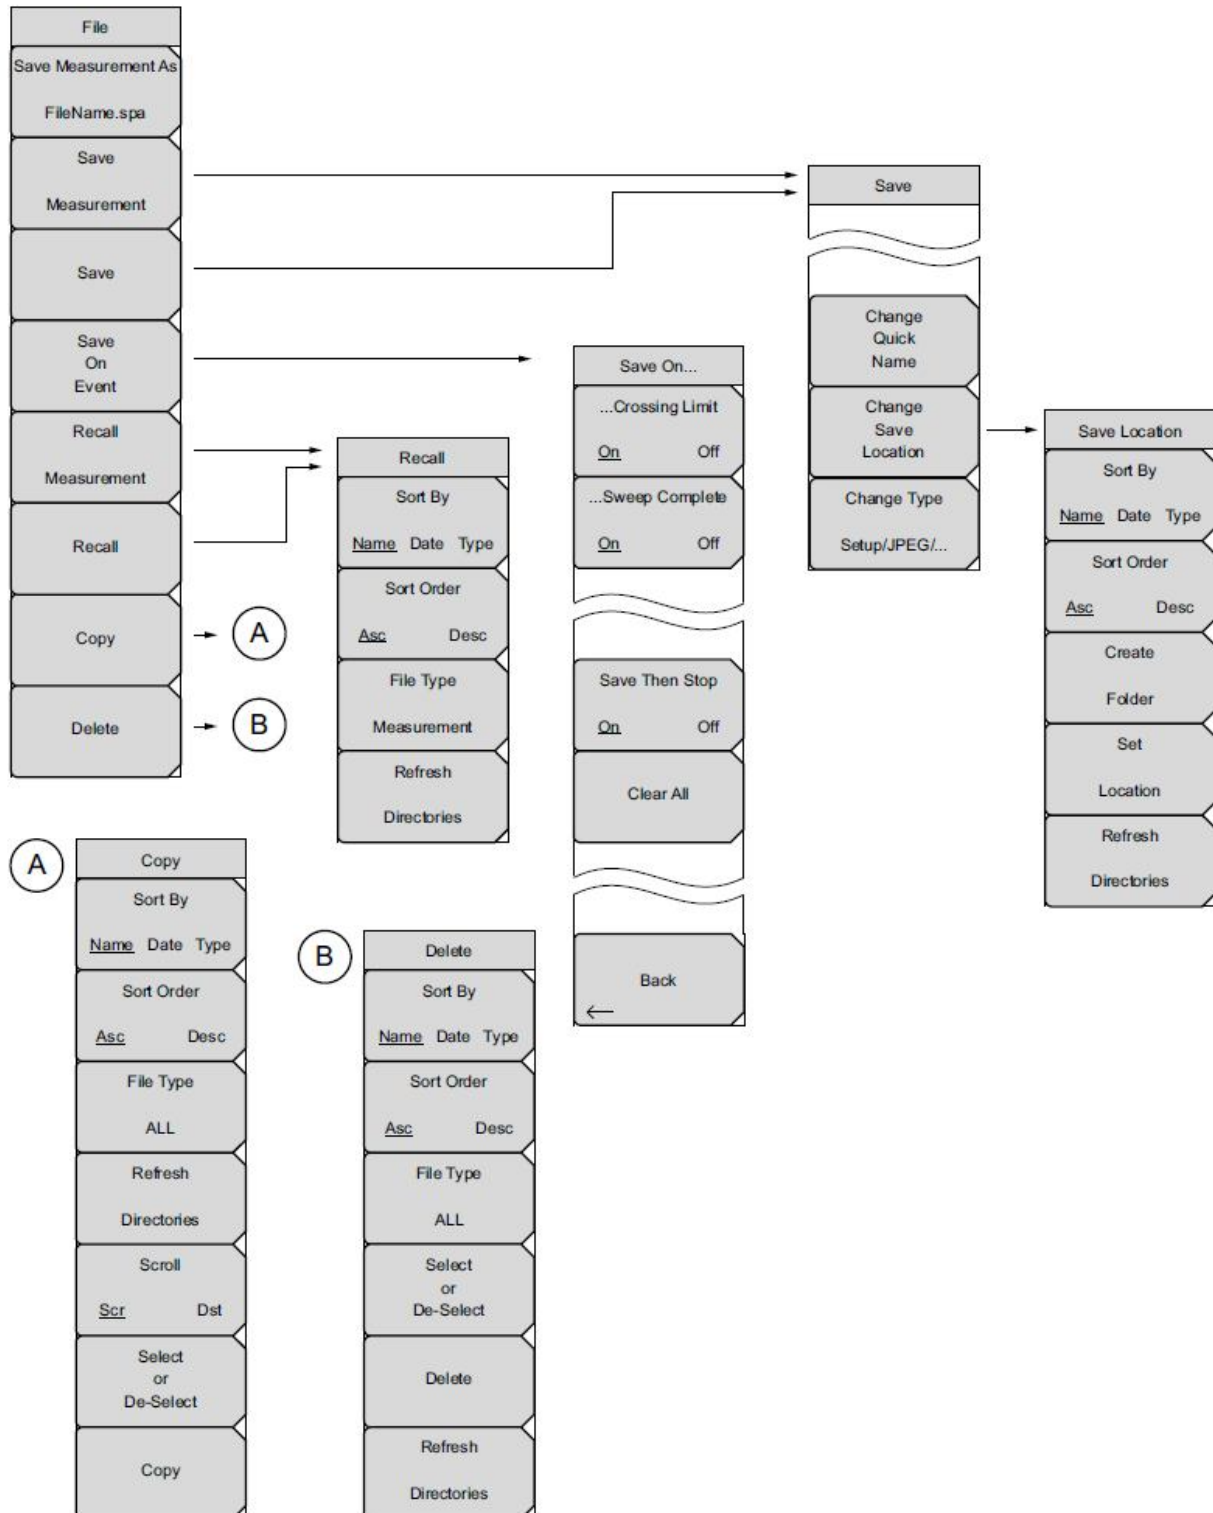 File
Save Measurement As
FileName.spa
Save
Measurement
Save
Save
On
Event
Recall
Measurement
Recall
Copy
Delete
A
B
Recall
Sort By
Name Date Type
Sort Order
Asc Desc
File Type
Measurement
Refresh
Directories
Save On...
...Crossing Limit
On Off
...Sweep Complete
On Off
Save Then Stop
On Off
Clear All
Back
Save
Change
Quick
Name
Change
Save
Location
Change Type
Setup/JPEG/...
Save Location
Sort By
Name Date Type
Sort Order
Asc Desc
Create
Folder
Set
Location
Refresh
Directories
A
Copy
Sort By
Name Date Type
Sort Order
Asc Desc
File Type
ALL
Refresh
Directories
Scroll
Scr Dst
Select
or
De-Select
Copy
B
Delete
Sort By
Name Date Type
Sort Order
Asc Desc
File Type
ALL
Select
or
De-Select
Delete
Refresh
Directories